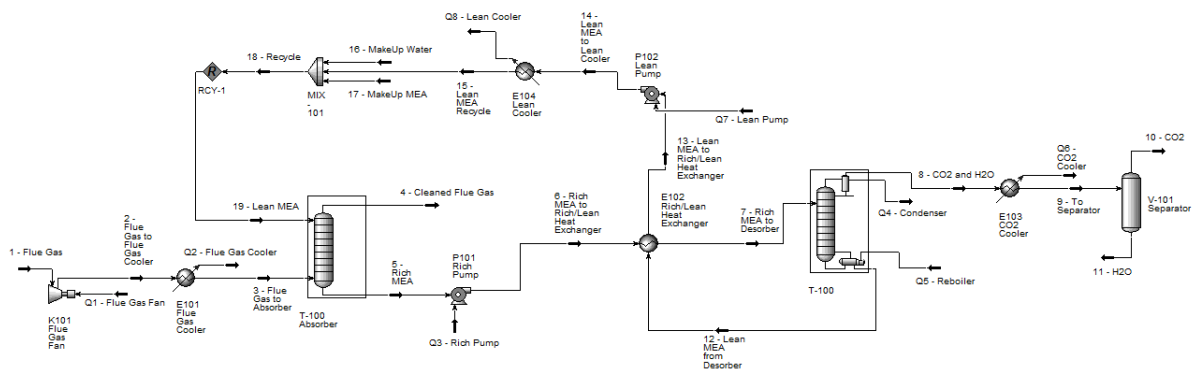 Q8 - Lean Cooler
14 -
Lean
MEA
to
Lean
Cooler
P102
Lean
Pump
18 - Recycle
16 - MakeUp Water
R
RCY-1
MIX
-
101
17 - MakeUp MEA
15 -
Lean
MEA
Recycle
E104
Lean
Cooler
Q7 - Lean Pump
13 - Lean
MEA to
Rich/Lean
Heat
Exchanger
10 - CO2
Q6 -
CO2
Cooler
8 - CO2 and H2O
9 - To
Separator
V-101
Separator
E103
CO2
Cooler
Q4 - Condenser
4 - Cleaned Flue Gas
6 - Rich
MEA to
Rich/Lean
Heat
Exchanger
E102
Rich/Lean
Heat
Exchanger
7 - Rich
MEA to
Desorber
19 - Lean MEA
2 -
Flue
Gas to
Flue
Gas
Cooler
Q2 - Flue Gas Cooler
1 - Flue Gas
5 -
Rich
MEA
P101
Rich
Pump
11 - H2O
Q5 - Reboiler
T-100
Q1 - Flue Gas Fan
3 - Flue
Gas to
Absorber
E101
Flue
Gas
Cooler
K101
Flue
Gas
Fan
T-100
Absorber
Q3 - Rich Pump
12 - Lean
MEA
from
Desorber